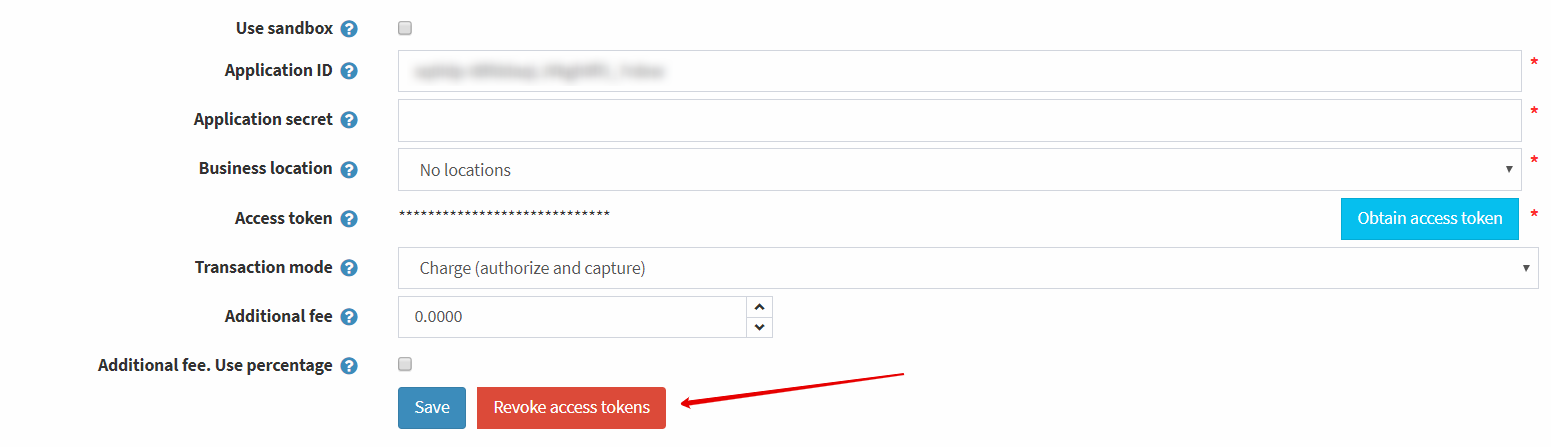 Use sandbox ?
Application ID ? *
Application secret ? *
Business location ? No locations *
Access token ? ***************************** Obtain access token *
Transaction mode ? Charge (authorize and capture)
Additional fee ? 0.0000
Additional fee. Use percentage ?
Save Revoke access tokens